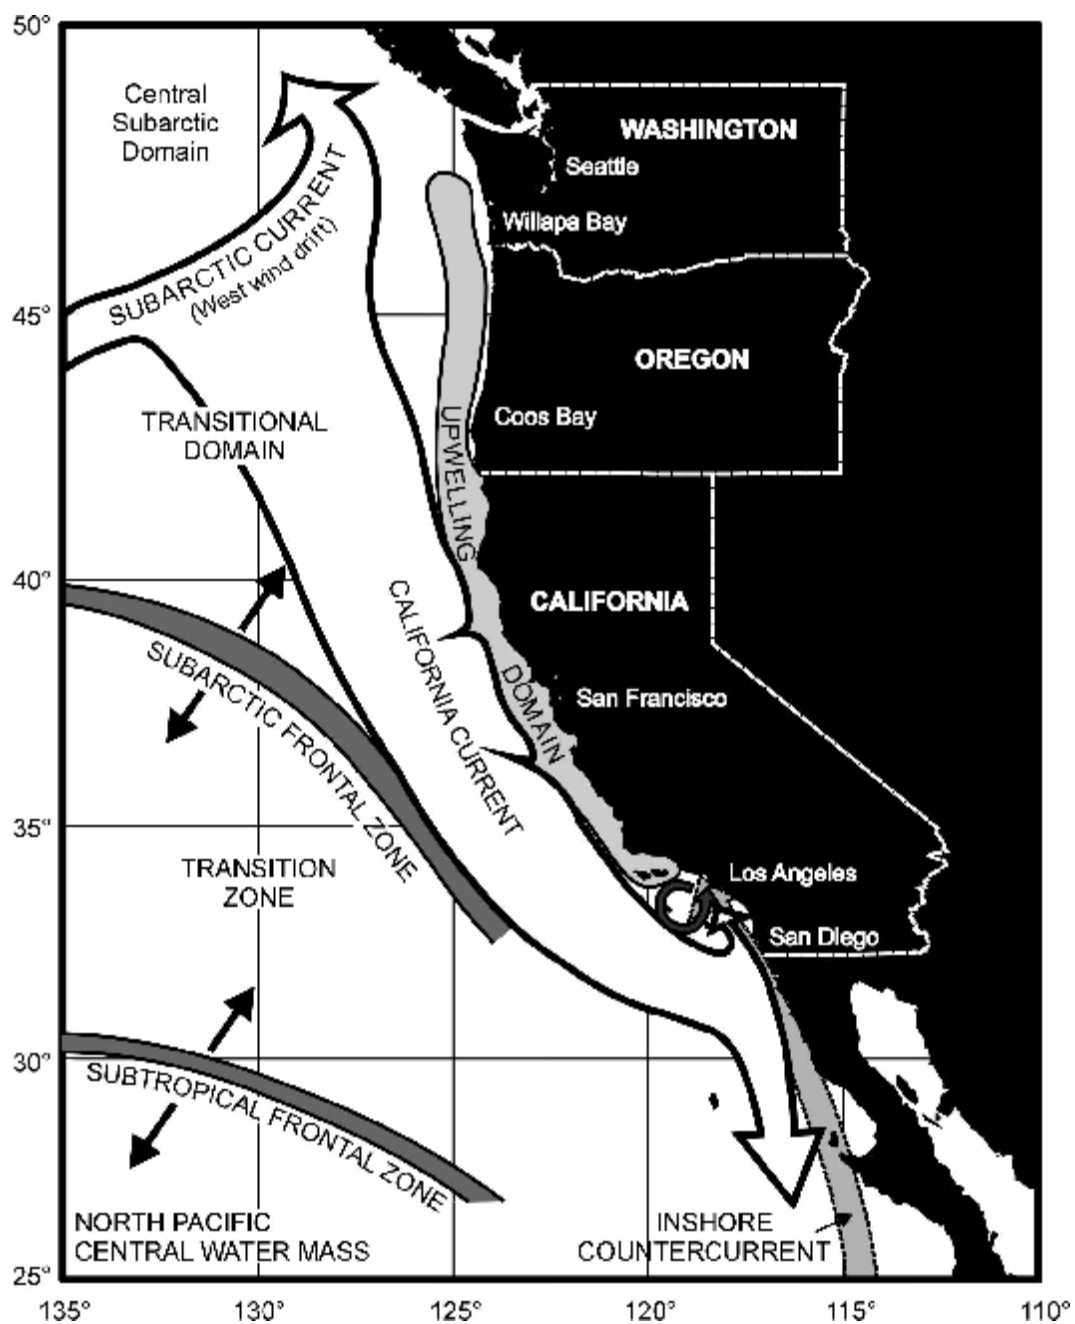 50°
Central
Subarctic
Domain
WASHINGTON
Seattle
Willapa Bay
SUBARCTIC CURRENT
(West wind drift)
45°
OREGON
Coos Bay
TRANSITIONAL
DOMAIN
UPWELLING
DOMAIN
40°
CALIFORNIA
CALIFORNIA CURRENT
San Francisco
SUBARCTIC FRONTAL ZONE
35°
TRANSITION
ZONE
Los Angeles
San Diego
30°
SUBTROPICAL FRONTAL ZONE
NORTH PACIFIC
CENTRAL WATER MASS
INSHORE
COUNTERCURRENT
25°
135°
130°
125°
120°
115°
110°